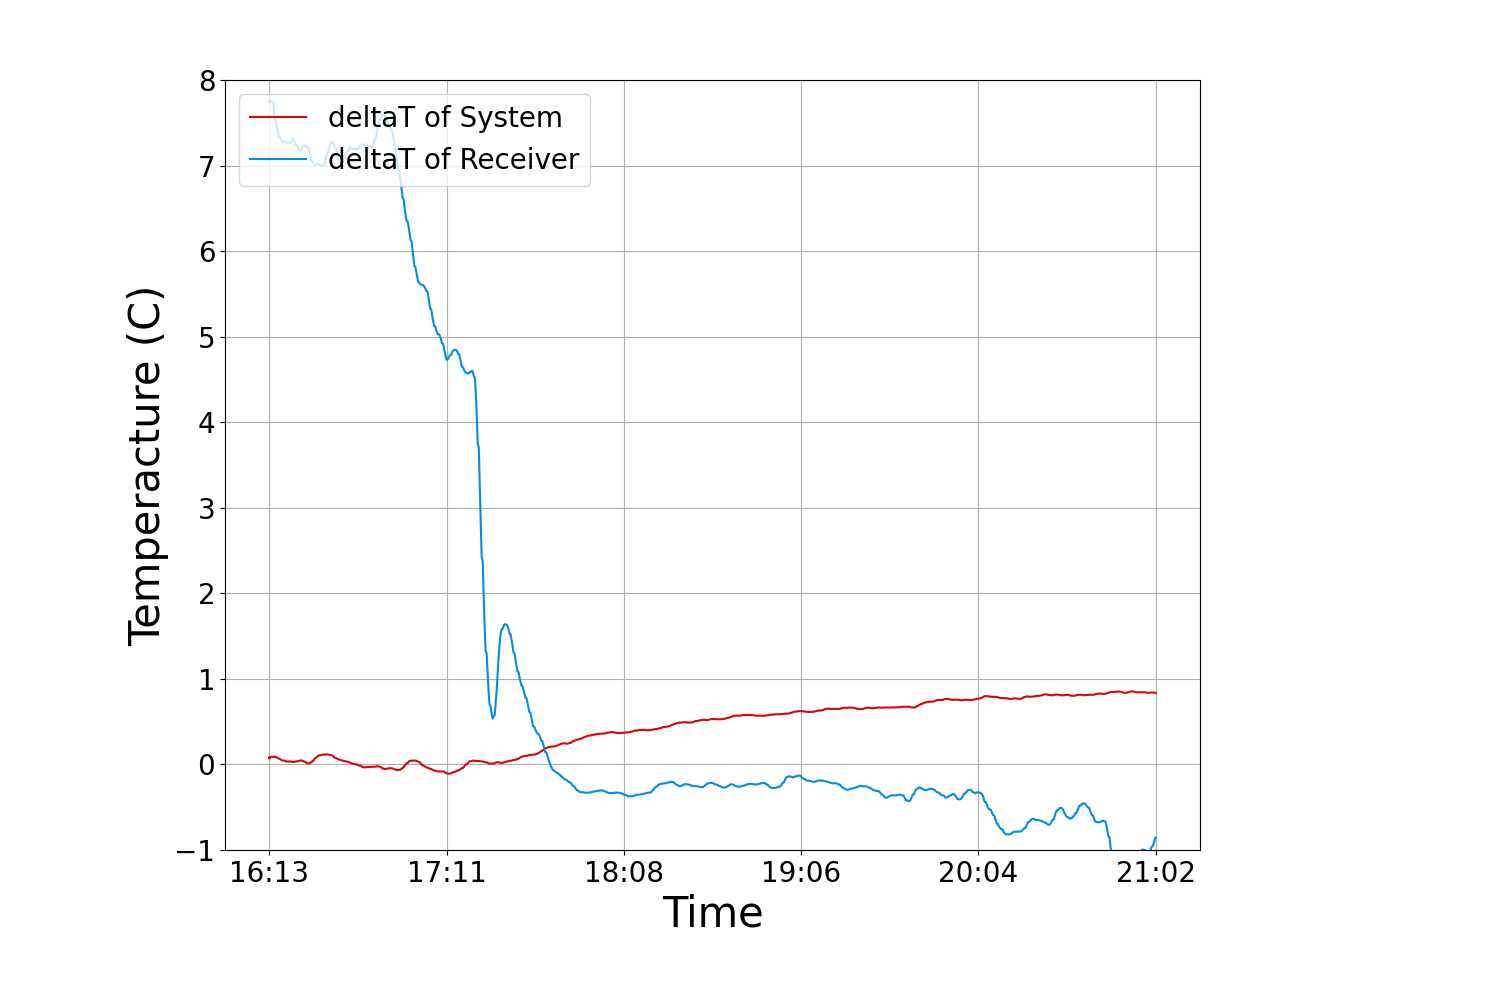 deltaT of System
deltaT of Receiver
8
7
6
5
4
3
2
1
0
−1
Temperacture (C)
16:13 17:11 18:08 19:06 20:04 21:02
Time